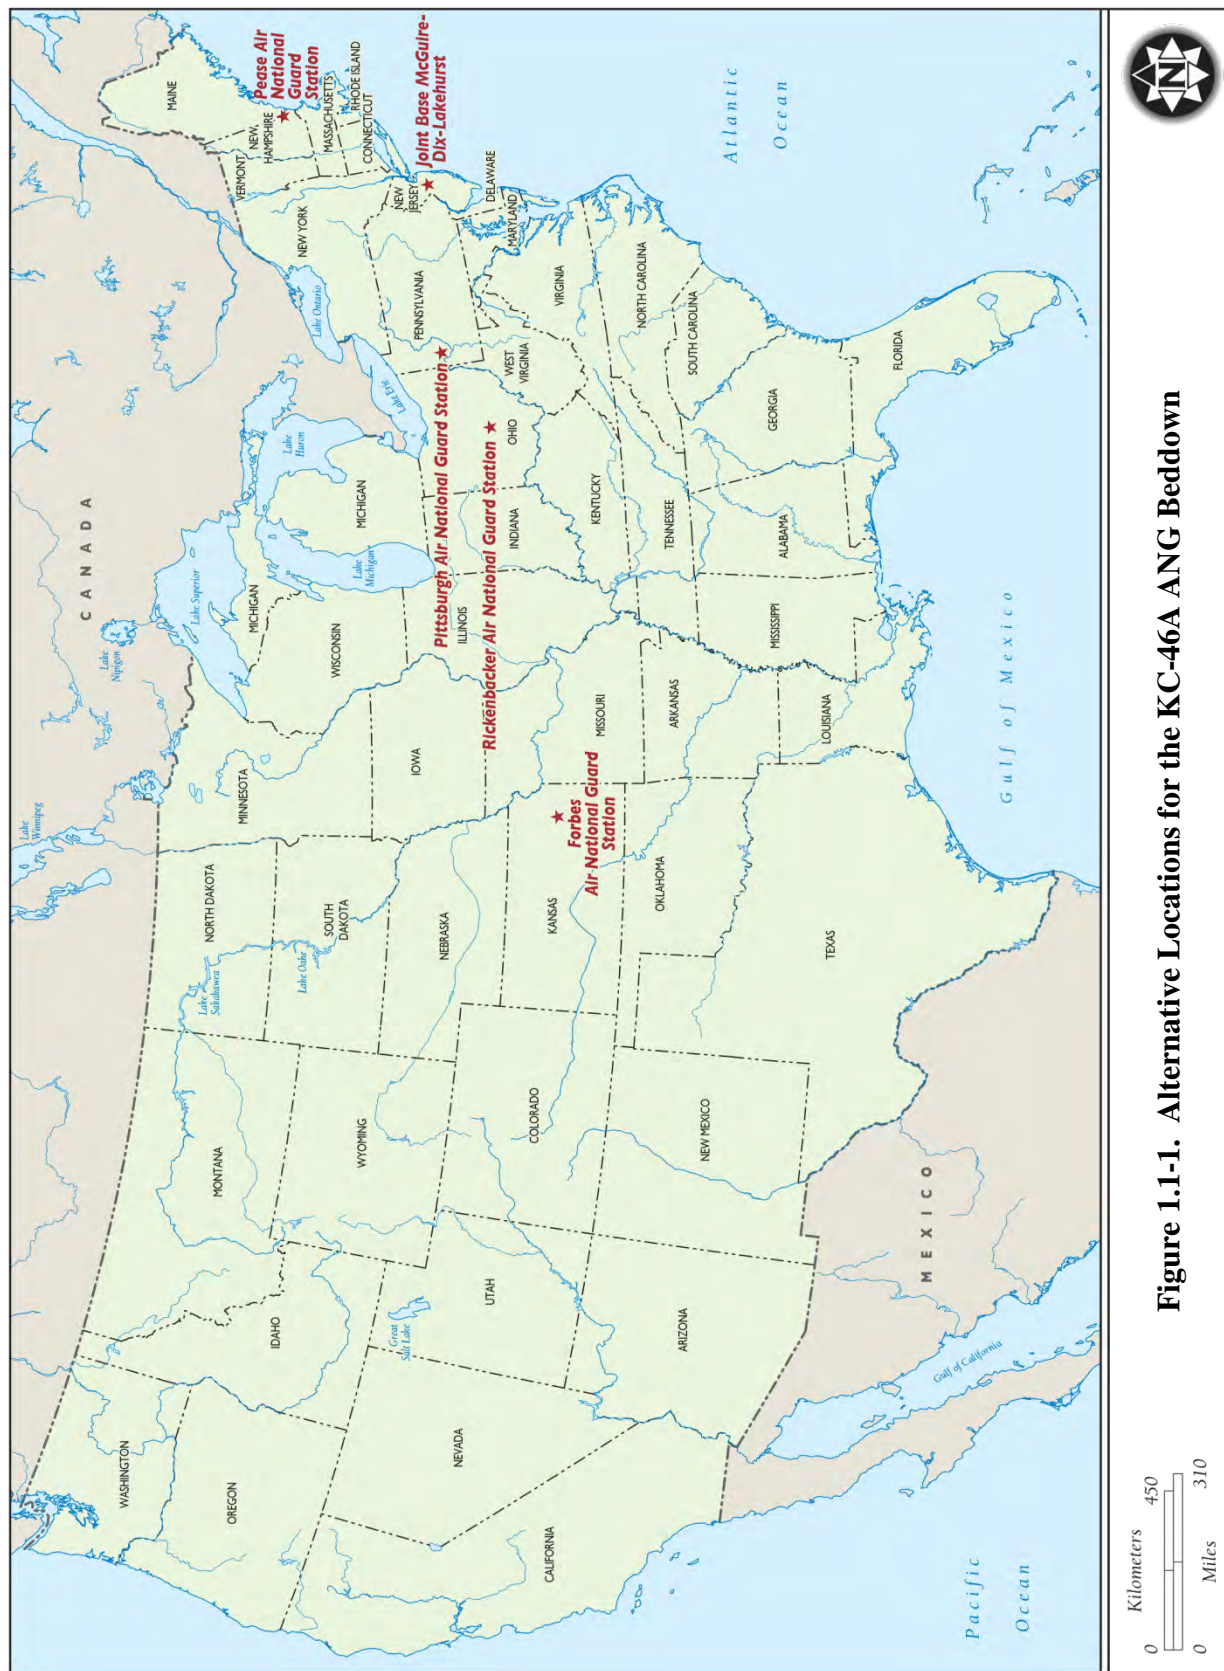 CANADA
Lake
Winnipeg
Lake
Nipigon
Lake Superior
Lake
Huron
Lake
Michigan
Lake Ontario
Lake Erie
WASHINGTON
OREGON
CALIFORNIA
NEVADA
IDAHO
MONTANA
WYOMING
UTAH
Great
Salt Lake
ARIZONA
COLORADO
NEW MEXICO
NORTH DAKOTA
Lake
Sakakawea
SOUTH
DAKOTA
Lake Oahe
NEBRASKA
KANSAS
Forbes
Air National Guard
Station
OKLAHOMA
TEXAS
MINNESOTA
IOWA
MISSOURI
ARKANSAS
LOUISIANA
WISCONSIN
MICHIGAN
MICHIGAN
ILLINOIS
INDIANA
OHIO
Pittsburgh Air National Guard Station
Rickenbacker Air National Guard Station
KENTUCKY
TENNESSEE
MISSISSIPPI
ALABAMA
GEORGIA
FLORIDA
SOUTH CAROLINA
NORTH CAROLINA
VIRGINIA
WEST
VIRGINIA
PENNSYLVANIA
NEW YORK
VERMONT
NEW
HAMPSHIRE
MAINE
Pease Air
National
Guard
Station
MASSACHUSETTS
RHODE ISLAND
CONNECTICUT
NEW
JERSEY
Joint Base McGuire-
Dix-Lakehurst
DELAWARE
MARYLAND
Atlantic
Ocean
Pacific
Ocean
Gulf of California
MEXICO
Gulf of Mexico
Kilometers
0 450
0 310
Miles
Figure 1.1-1. Alternative Locations for the KC-46A ANG Beddown
N